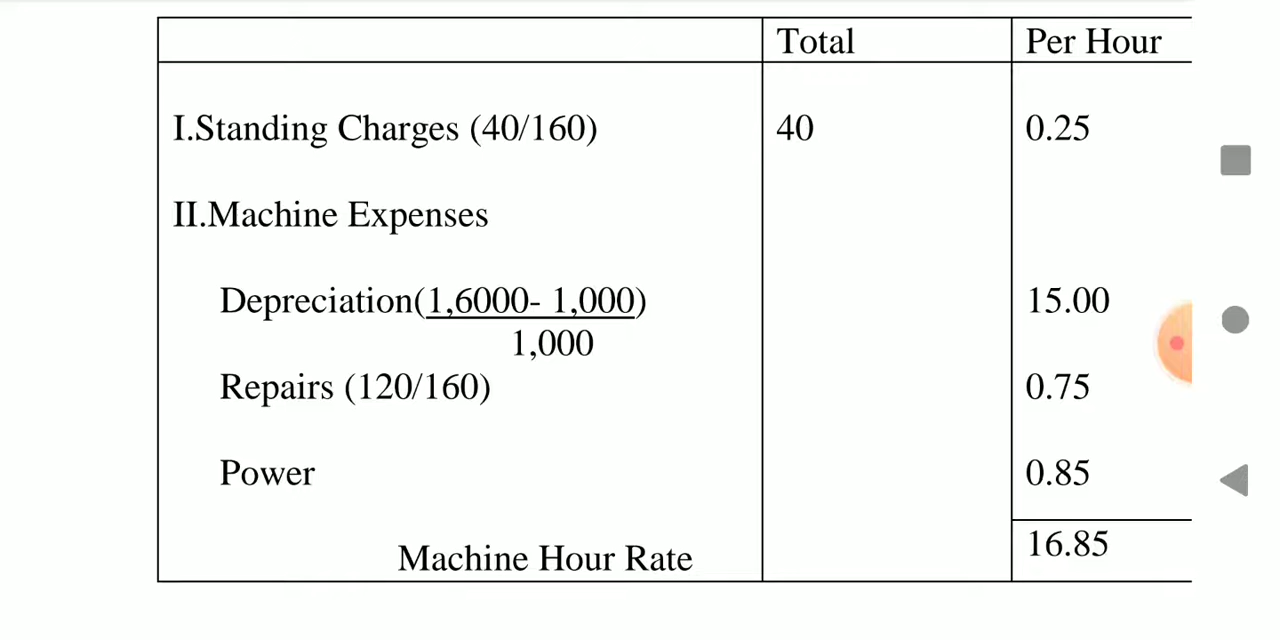 Total Per Hour
I.Standing Charges (40/160) 40 0.25
II.Machine Expenses
Depreciation(1,6000- 1,000) 15.00
1,000
Repairs (120/160) 0.75
Power 0.85
Machine Hour Rate 16.85